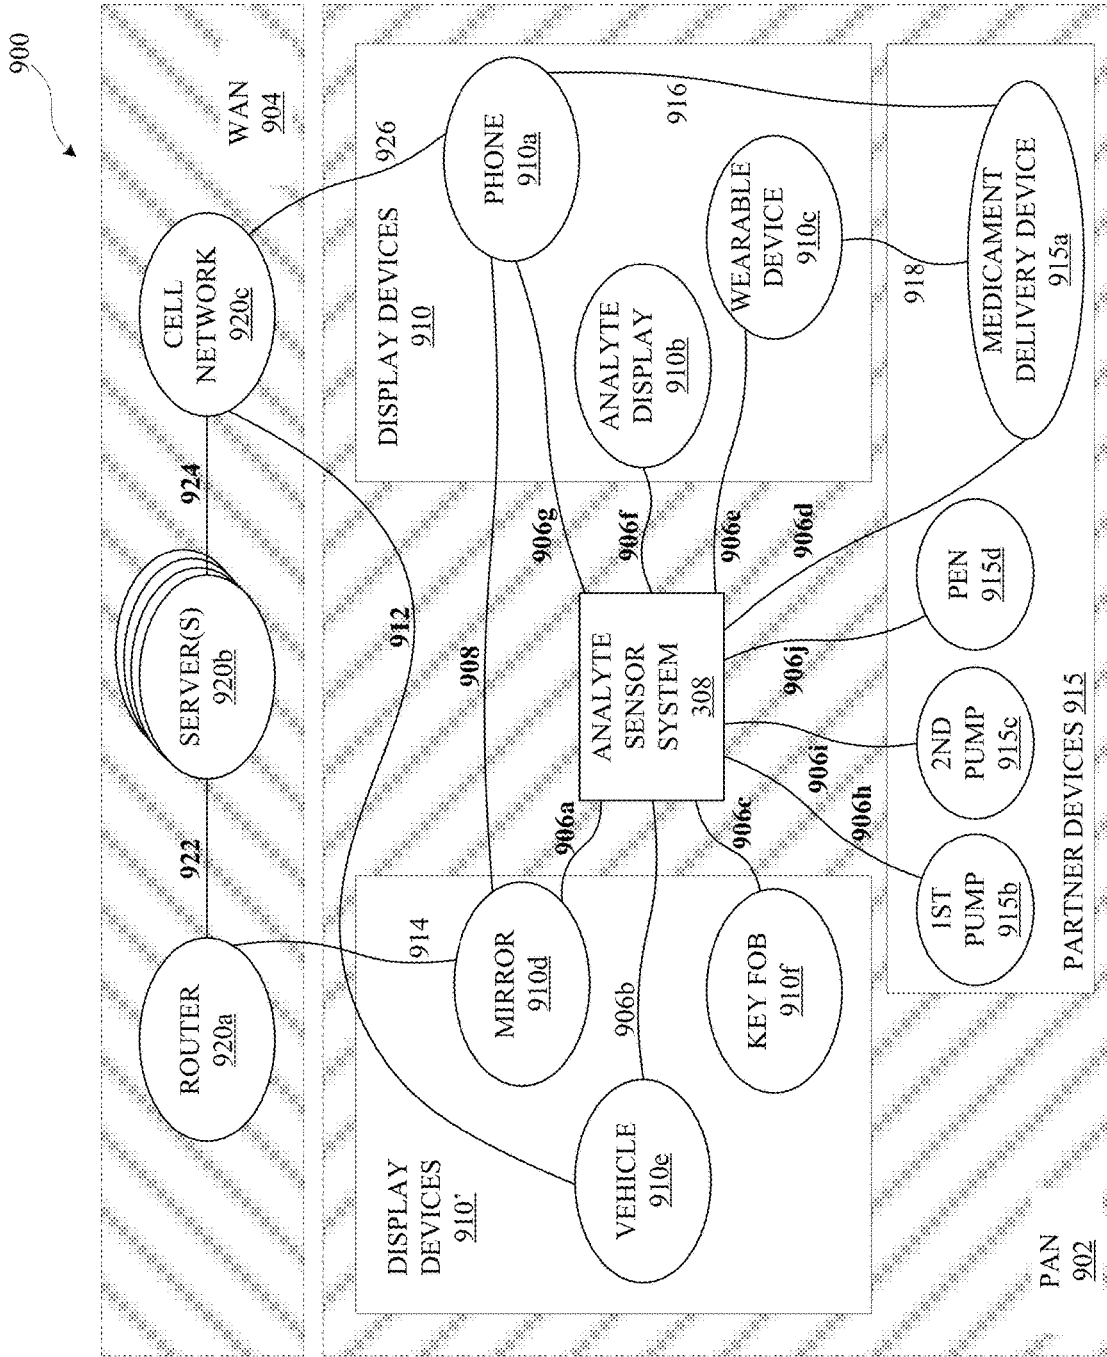 900
WAN
904
ROUTER
920a
922
SERVER(S)
920b
924
CELL
NETWORK
920c
914
912
926
DISPLAY
DEVICES
910'
MIRROR
910d
VEHICLE
910e
KEY FOB
910f
908
906a
906b
906c
ANALYTE
SENSOR
SYSTEM
308
906g
906f
906e
906d
DISPLAY DEVICES
910
PHONE
910a
ANALYTE
DISPLAY
910b
WEARABLE
DEVICE
910c
916
918
906j
906i
906h
1ST
PUMP
915b
2ND
PUMP
915c
PEN
915d
MEDICAMENT
DELIVERY DEVICE
915a
PARTNER DEVICES 915
PAN
902